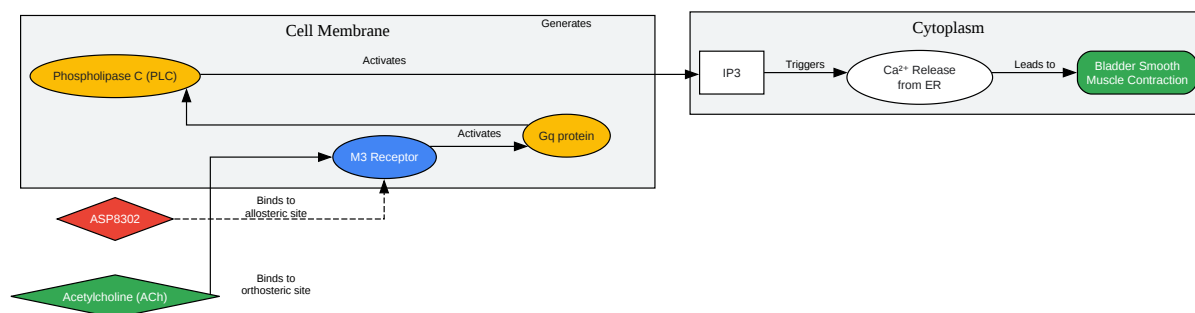 Generates
Cell Membrane
Cytoplasm
Activates
Phospholipase C (PLC)
IP3
Triggers
Ca²⁺ Release
from ER
Leads to
Bladder Smooth
Muscle Contraction
Activates
Gq protein
M3 Receptor
Binds to
allosteric site
ASP8302
Binds to
orthosteric site
Acetylcholine (ACh)